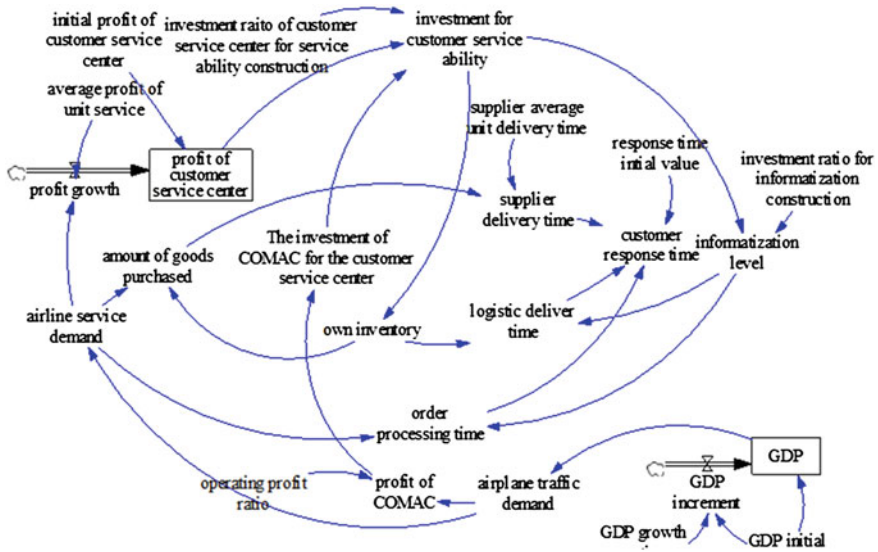 initial profit of
customer service
center
investment raito of customer
service center for service
ability construction
investment for
customer service
ability
average profit of
unit service
supplier average
unit delivery time
response time
intial value
investment ratio for
informatization
construction
profit of
customer
service center
profit growth
supplier
delivery time
customer
response time
informatization
level
amount of goods
purchased
The investment of
COMAC for the customer
service center
airline service
demand
own inventory
logistic deliver
time
order
processing time
operating profit
ratio
profit of
COMAC
airplane traffic
demand
GDP
GDP
increment
GDP growth
GDP initial